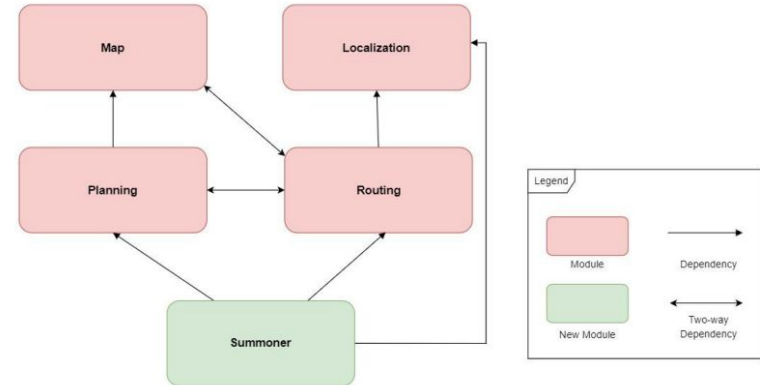 Map
Localization
Planning
Routing
Summoner
Legend
Module
Dependency
New Module
Two-way
Dependency